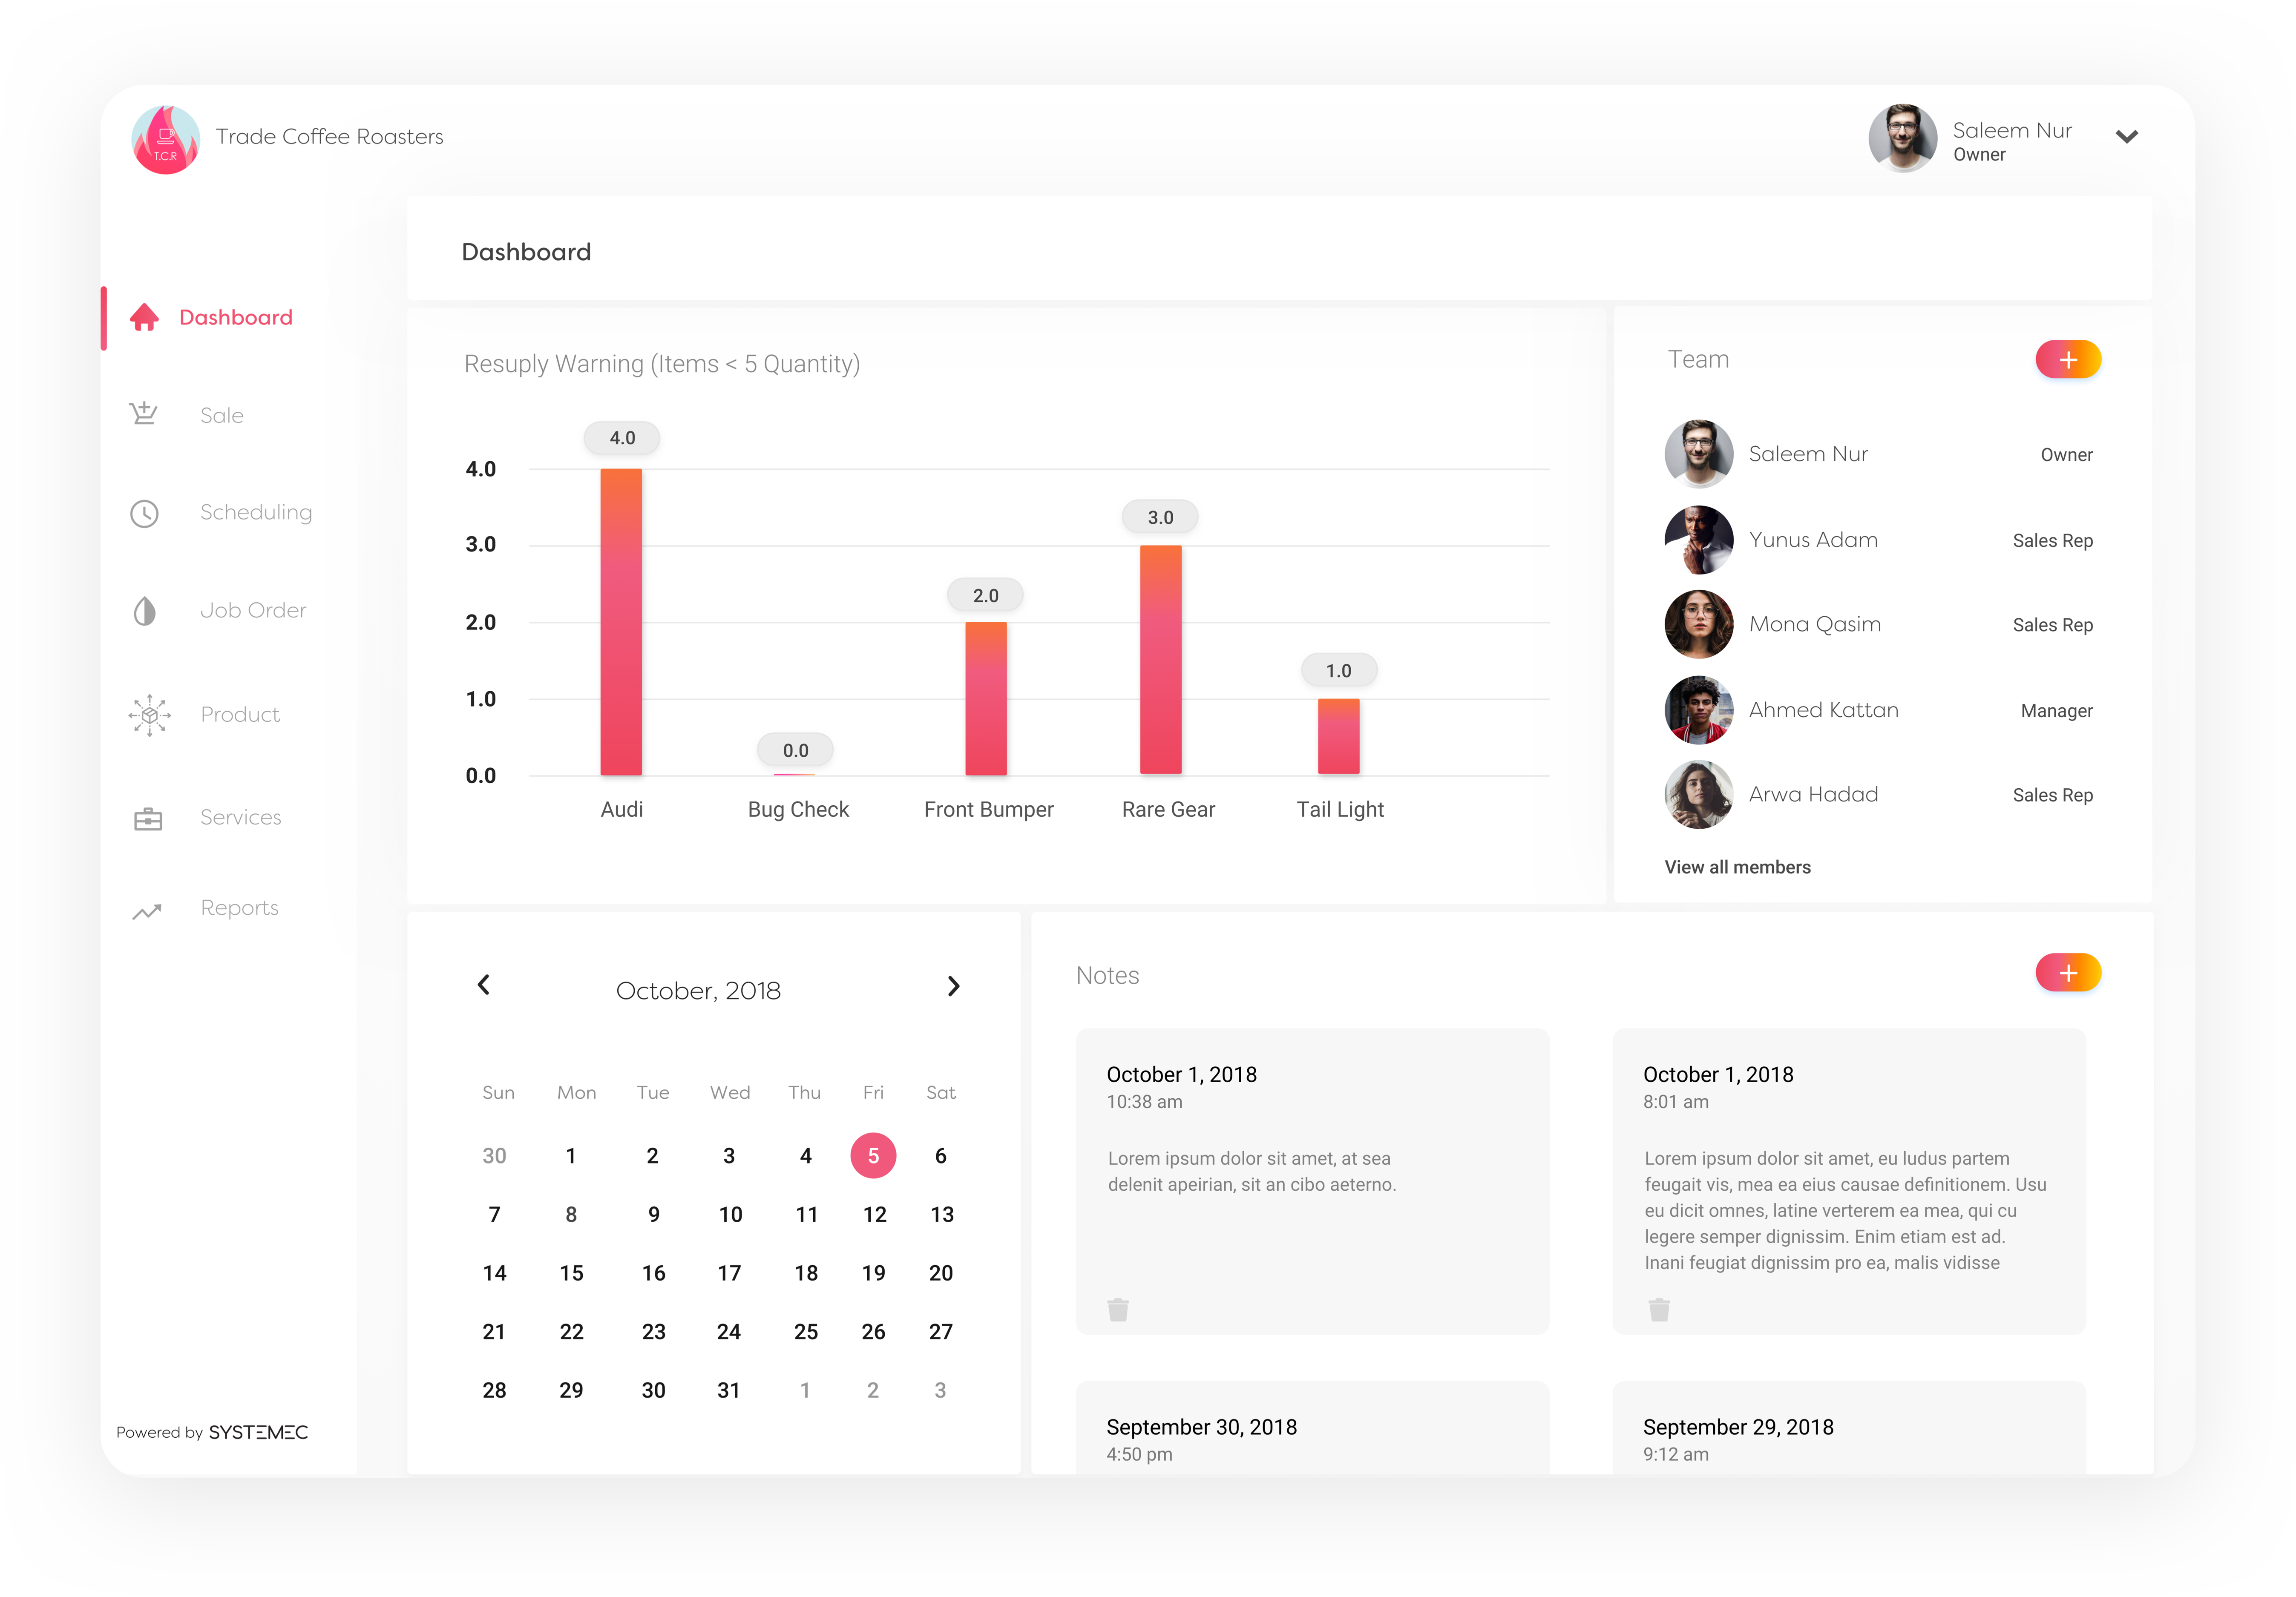 T.C.R
Trade Coffee Roasters
Saleem Nur
Owner
Dashboard
Dashboard
Sale
Scheduling
Job Order
Product
Services
Reports
Powered by SYSTEMEC
Resuply Warning (Items < 5 Quantity)
4.0
4.0
3.0
3.0
2.0
2.0
1.0
1.0
0.0
0.0
Audi Bug Check Front Bumper Rare Gear Tail Light
Team
+
Saleem Nur Owner
Yunus Adam Sales Rep
Mona Qasim Sales Rep
Ahmed Kattan Manager
Arwa Hadad Sales Rep
View all members
October, 2018
Sun Mon Tue Wed Thu Fri Sat
30 1 2 3 4 5 6
7 8 9 10 11 12 13
14 15 16 17 18 19 20
21 22 23 24 25 26 27
28 29 30 31 1 2 3
Notes
+
October 1, 2018
10:38 am
Lorem ipsum dolor sit amet, at sea
delenit apeirian, sit an cibo aeterno.
October 1, 2018
8:01 am
Lorem ipsum dolor sit amet, eu ludus partem
feugait vis, mea ea eius causae definitionem. Usu
eu dicit omnes, latine verterem ea mea, qui cu
legere semper dignissim. Enim etiam est ad.
Inani feugiat dignissim pro ea, malis vidisse
September 30, 2018
4:50 pm
September 29, 2018
9:12 am